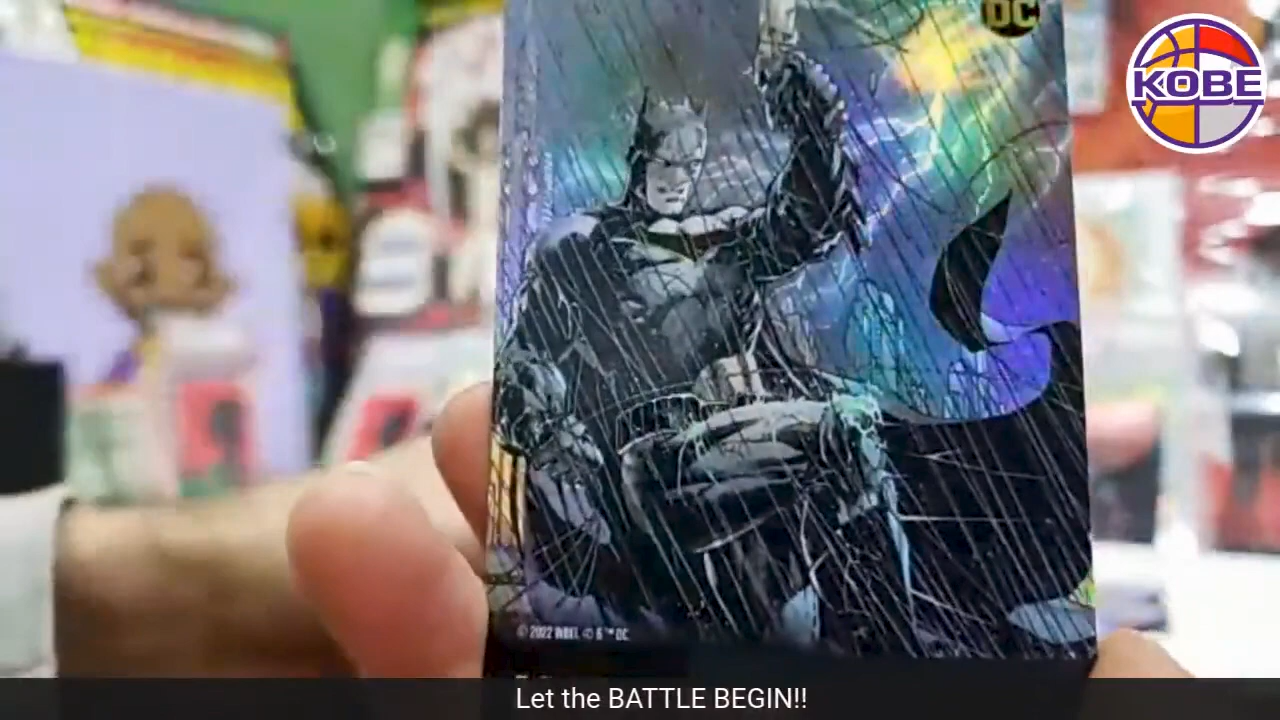 DC
KOBE
© 2022 WBEI.
& ™ DC.
Let the BATTLE BEGIN!!